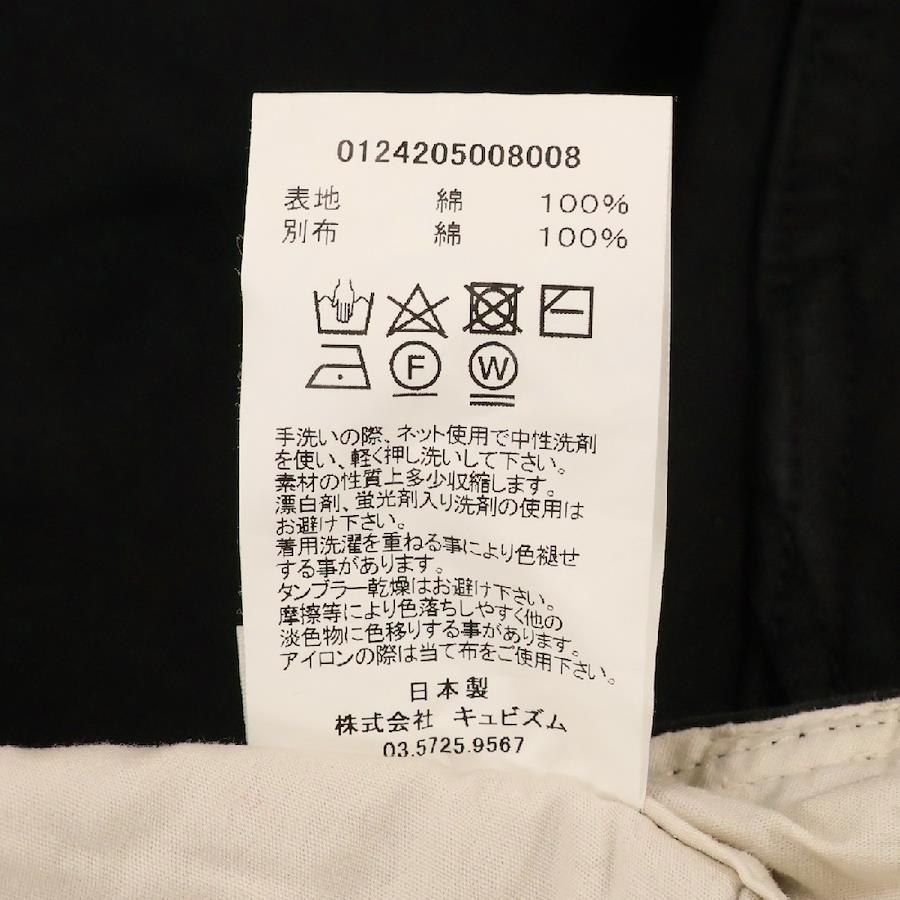 0124205008008
表地 綿 100%
別布 綿 100%
F W
手洗いの際、ネット使用で中性洗剤
を使い、軽く押し洗いして下さい。
素材の性質上多少収縮します。
漂白剤、蛍光剤入り洗剤の使用は
お避け下さい。
着用洗濯を重ねる事により色褪せ
する事があります。
タンブラー乾燥はお避け下さい。
摩擦等により色落ちしやすく他の
淡色物に色移りする事があります。
アイロンの際は当て布をご使用下さい。
日本製
株式会社 キュビズム
03.5725.9567